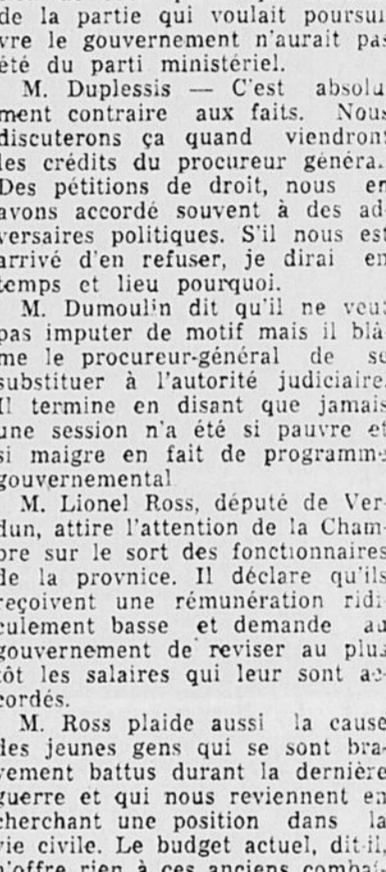 de la partie qui voulait poursui
vre le gouvernement n'aurait pas
été du parti ministériel.
M. Duplessis — C'est absolu
ment contraire aux faits. Nous
discuterons ça quand viendront
les crédits du procureur généra.
Des pétitions de droit, nous en
avons accordé souvent à des ad
versaires politiques. S'il nous est
arrivé d'en refuser, je dirai en
temps et lieu pourquoi.
M. Dumoulin dit qu'il ne veut
pas imputer de motif mais il blâ-
me le procureur-général de se
substituer à l'autorité judiciaire.
Il termine en disant que jamais
une session n'a été si pauvre et
si maigre en fait de programme
gouvernemental
M. Lionel Ross, député de Ver-
dun, attire l'attention de la Cham-
bre sur le sort des fonctionnaires
de la provnice. Il déclare qu'ils
reçoivent une rémunération ridi-
culement basse et demande au
gouvernement de reviser au plus
tôt les salaires qui leur sont ac-
cordés.
M. Ross plaide aussi la cause
des jeunes gens qui se sont bra-
vement battus durant la dernière
guerre et qui nous reviennent en
cherchant une position dans la
vie civile. Le budget actuel, dit-il,
n'offre rien à ces anciens combat-